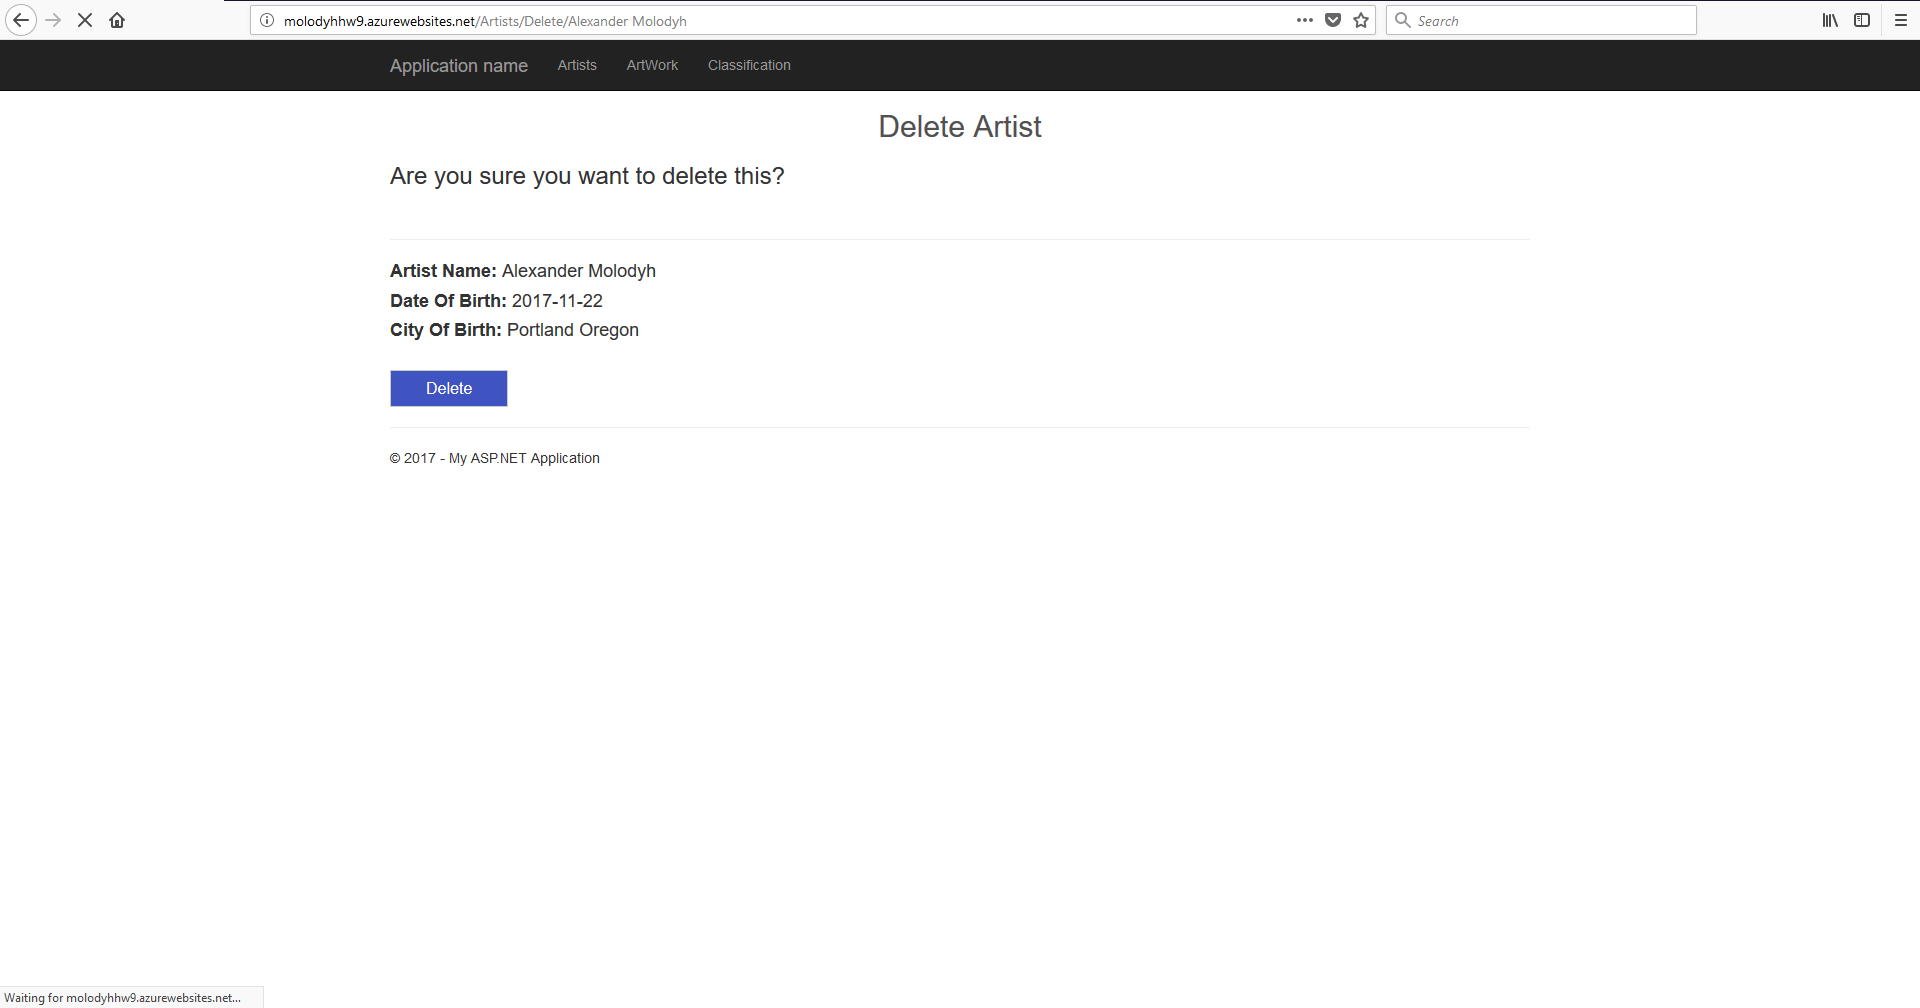 molodyhhw9.azurewebsites.net/Artists/Delete/Alexander Molodyh
Search
Application name Artists ArtWork Classification
Delete Artist
Are you sure you want to delete this?
Artist Name: Alexander Molodyh
Date Of Birth: 2017-11-22
City Of Birth: Portland Oregon
Delete
© 2017 - My ASP.NET Application
Waiting for molodyhhw9.azurewebsites.net...